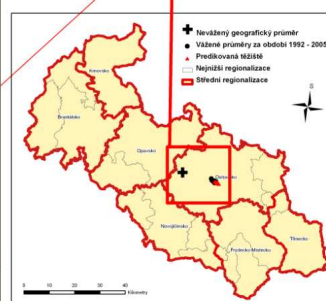 Nevážený geografický průměr
Vážené průměry za období 1992 - 2005
Predikovaná těžiště
Nejnižší regionalizace
Střední regionalizace
S
Krnovsko
Bruntálsko
Opavsko
Ostravsko
Novojičínsko
Frýdecko-Místecko
Třinecko
0 10 20 30 40
Kilometry